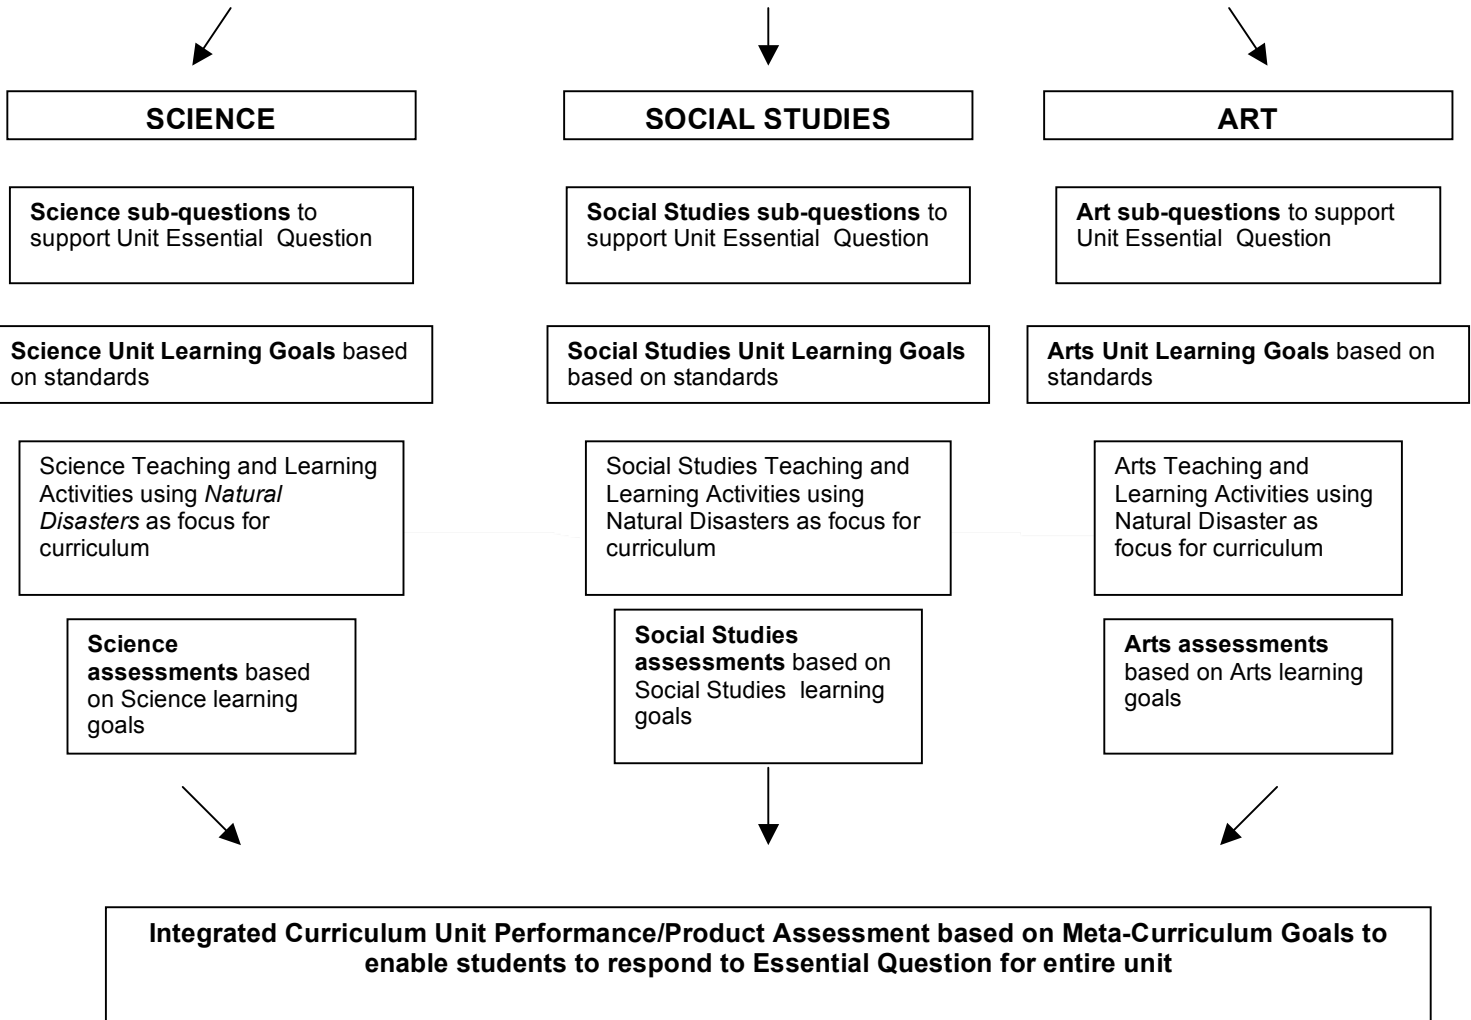 SCIENCE
SOCIAL STUDIES
ART
Science sub-questions to
support Unit Essential Question
Social Studies sub-questions to
support Unit Essential Question
Art sub-questions to support
Unit Essential Question
Science Unit Learning Goals based
on standards
Social Studies Unit Learning Goals
based on standards
Arts Unit Learning Goals based on
standards
Science Teaching and Learning
Activities using Natural
Disasters as focus for
curriculum
Social Studies Teaching and
Learning Activities using
Natural Disasters as focus for
curriculum
Arts Teaching and
Learning Activities using
Natural Disaster as
focus for curriculum
Science
assessments based
on Science learning
goals
Social Studies
assessments based on
Social Studies learning
goals
Arts assessments
based on Arts learning
goals
Integrated Curriculum Unit Performance/Product Assessment based on Meta-Curriculum Goals to
enable students to respond to Essential Question for entire unit